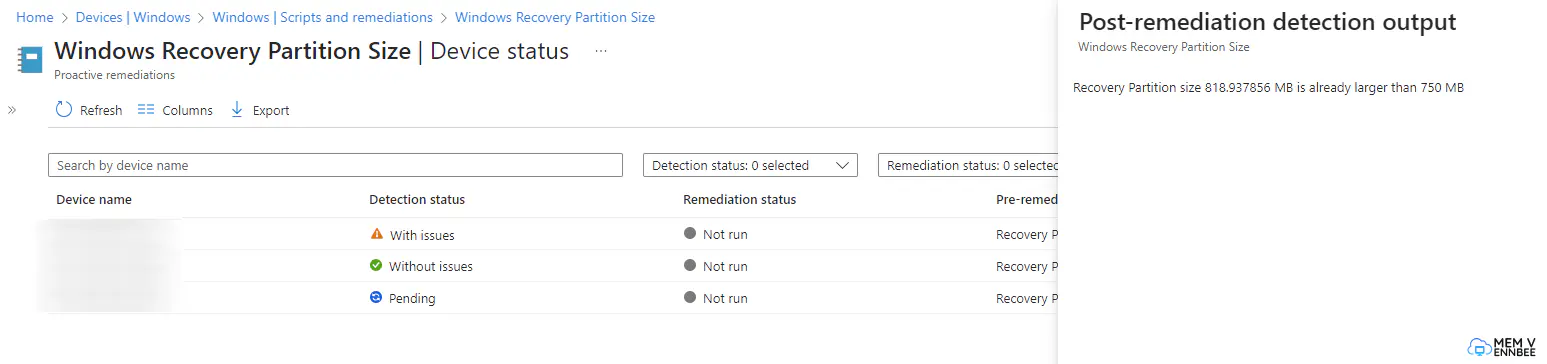 Home > Devices | Windows > Windows | Scripts and remediations > Windows Recovery Partition Size
Windows Recovery Partition Size | Device status ...
Proactive remediations
» Refresh Columns Export
Search by device name Detection status: 0 selected Remediation status: 0 selected
Device name Detection status Remediation status Pre-remed
With issues Not run Recovery P
Without issues Not run Recovery P
Pending Not run Recovery P
Post-remediation detection output
Windows Recovery Partition Size
Recovery Partition size 818.937856 MB is already larger than 750 MB
MEM V
ENNBEE